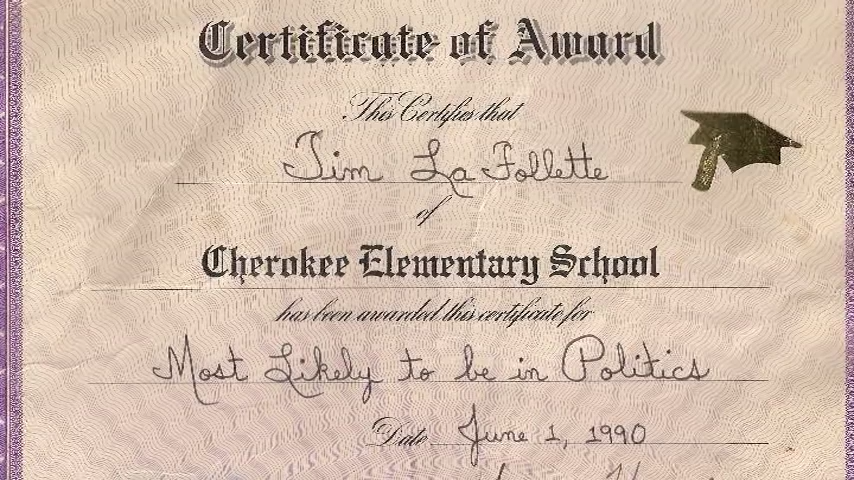 Certificate of Award
This Certifies that
Tim La Follette
of
Cherokee Elementary School
has been awarded this certificate for
Most Likely to be in Politics
Date June 1, 1990